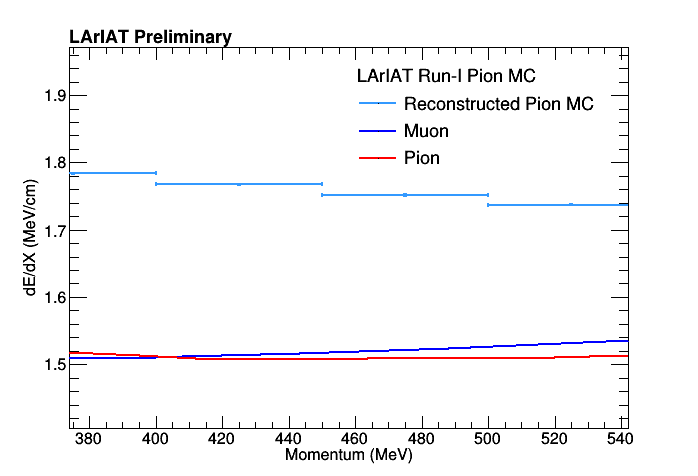 LArIAT Preliminary
LArIAT Run-I Pion MC
Reconstructed Pion MC
Muon
Pion
dE/dX (MeV/cm)
1.9
1.8
1.7
1.6
1.5
380 400 420 440 460 480 500 520 540
Momentum (MeV)